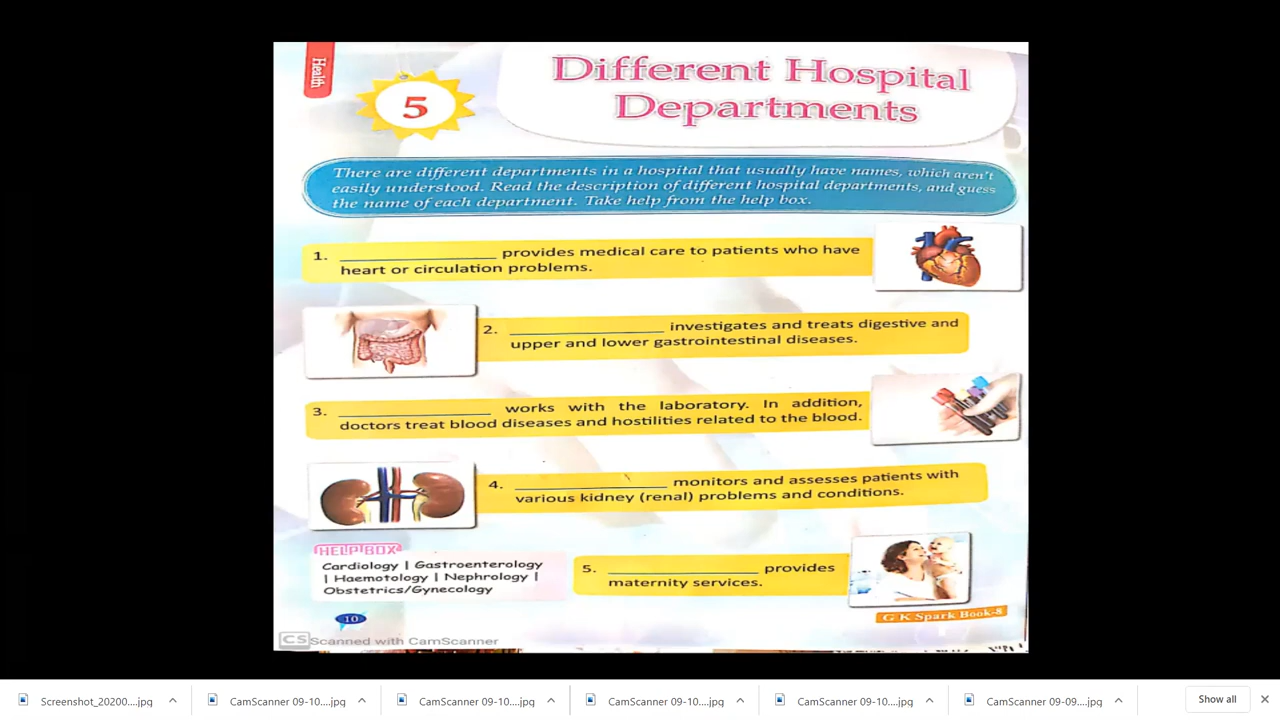 Health
5
Different Hospital
Departments
There are different departments in a hospital that usually have names, which aren't
easily understood. Read the description of different hospital departments, and guess
the name of each department. Take help from the help box.
1. ________________ provides medical care to patients who have
heart or circulation problems.
2. ________________ investigates and treats digestive and
upper and lower gastrointestinal diseases.
3. ________________ works with the laboratory. In addition,
doctors treat blood diseases and hostilities related to the blood.
4. ________________ monitors and assesses patients with
various kidney (renal) problems and conditions.
HELP BOX
Cardiology | Gastroenterology
| Haemotology | Nephrology |
Obstetrics/Gynecology
5. ________________ provides
maternity services.
10
G K Spark Book-8
CS Scanned with CamScanner
Screenshot_20200....jpg
CamScanner 09-10....jpg
CamScanner 09-10....jpg
CamScanner 09-10....jpg
CamScanner 09-10....jpg
CamScanner 09-09....jpg
Show all